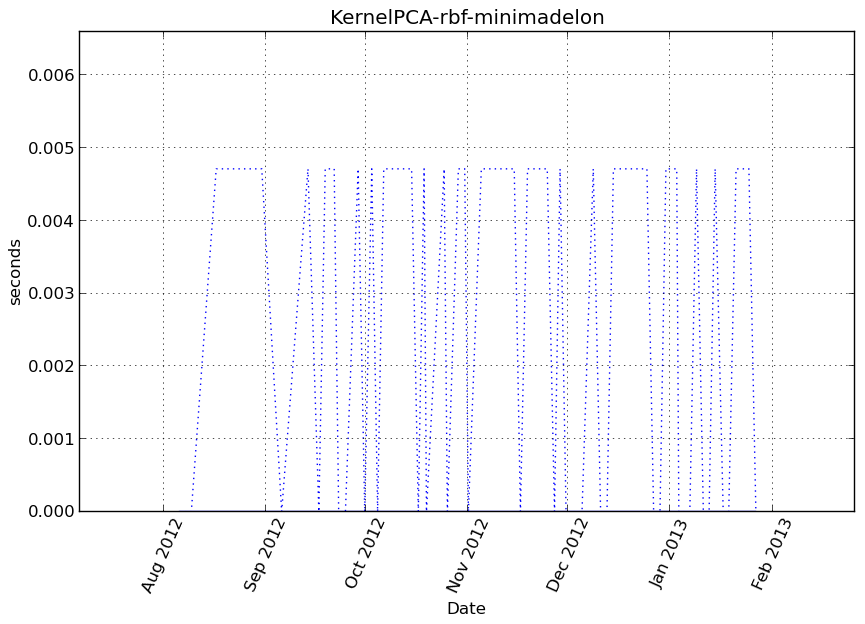 KernelPCA-rbf-minimadelon
0.006
0.005
0.004
0.003
0.002
0.001
0.000
seconds
Aug 2012
Sep 2012
Oct 2012
Nov 2012
Dec 2012
Jan 2013
Feb 2013
Date